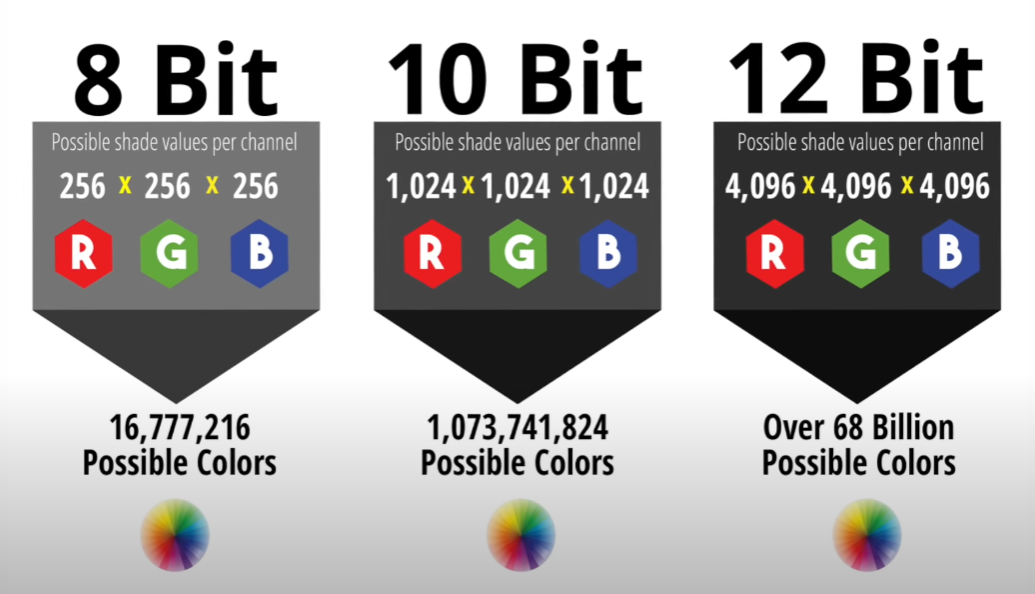 8 Bit
Possible shade values per channel
256 x 256 x 256
R G B
16,777,216
Possible Colors
10 Bit
Possible shade values per channel
1,024 x 1,024 x 1,024
R G B
1,073,741,824
Possible Colors
12 Bit
Possible shade values per channel
4,096 x 4,096 x 4,096
R G B
Over 68 Billion
Possible Colors